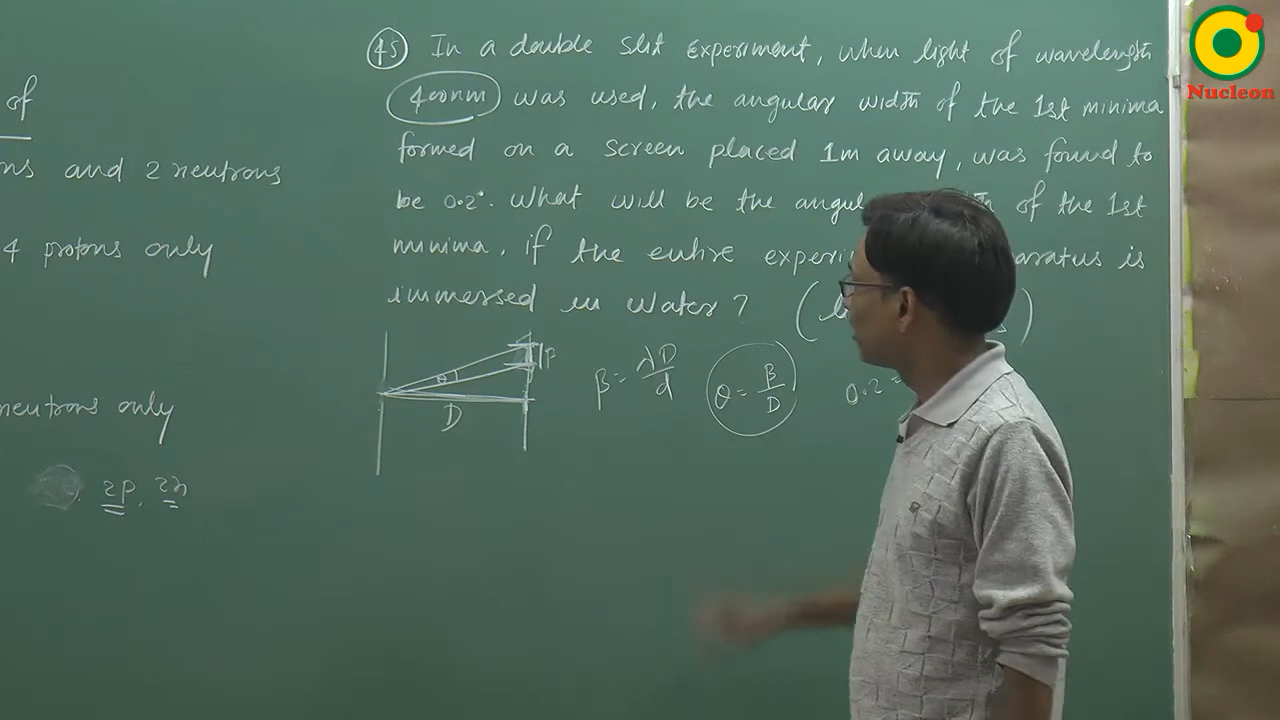 of
ns and 2 neutrons
4 protons only
neutrons only
2p, 2n
(45) In a double slit experiment, when light of wavelength
400nm was used, the angular width of the 1st minima
formed on a screen placed 1m away, was found to
be 0.2°. What will be the angul of the 1st
minima, if the entire experi aratus is
immersed in water? (
θ
D
β
β = λD/d
θ = β/D
0.2 =
Nucleon